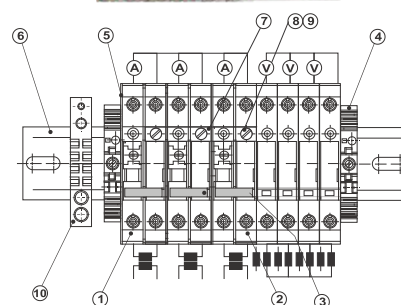 ⑦
⑧ ⑨
⑥
⑤
④
A
A
A
V
V
V
⑩
①
②
③